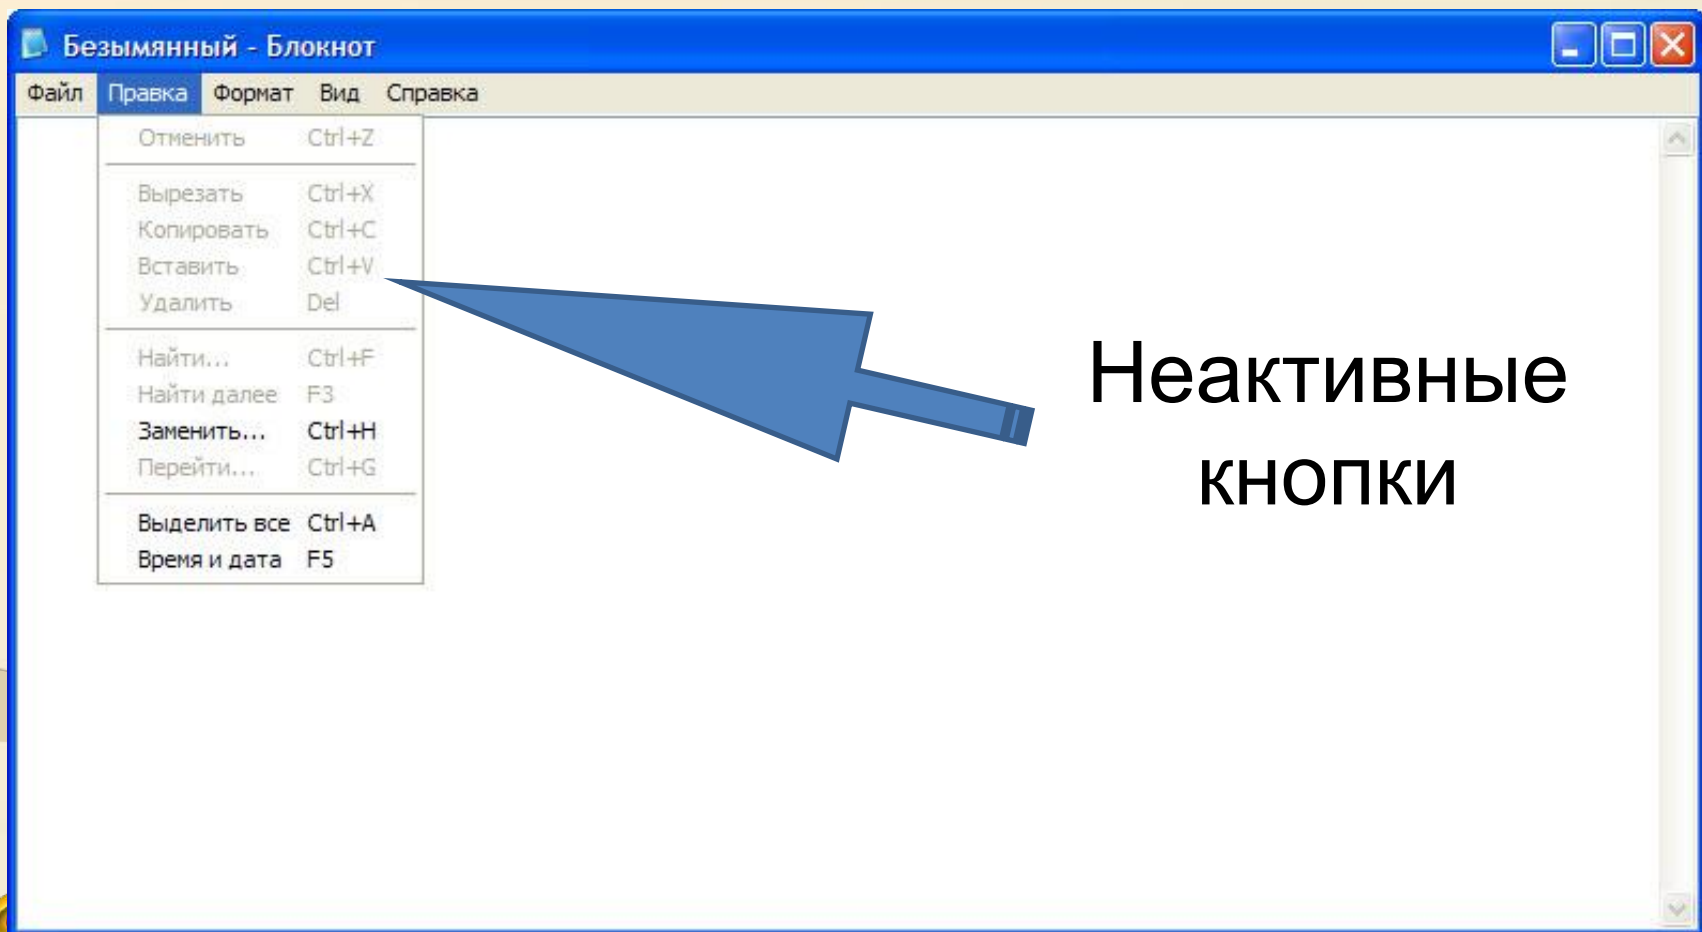 Безымянный - Блокнот
Файл Правка Формат Вид Справка
Отменить Ctrl+Z
Вырезать Ctrl+X
Копировать Ctrl+C
Вставить Ctrl+V
Удалить Del
Найти... Ctrl+F
Найти далее F3
Заменить... Ctrl+H
Перейти... Ctrl+G
Выделить все Ctrl+A
Время и дата F5
Неактивные
кнопки